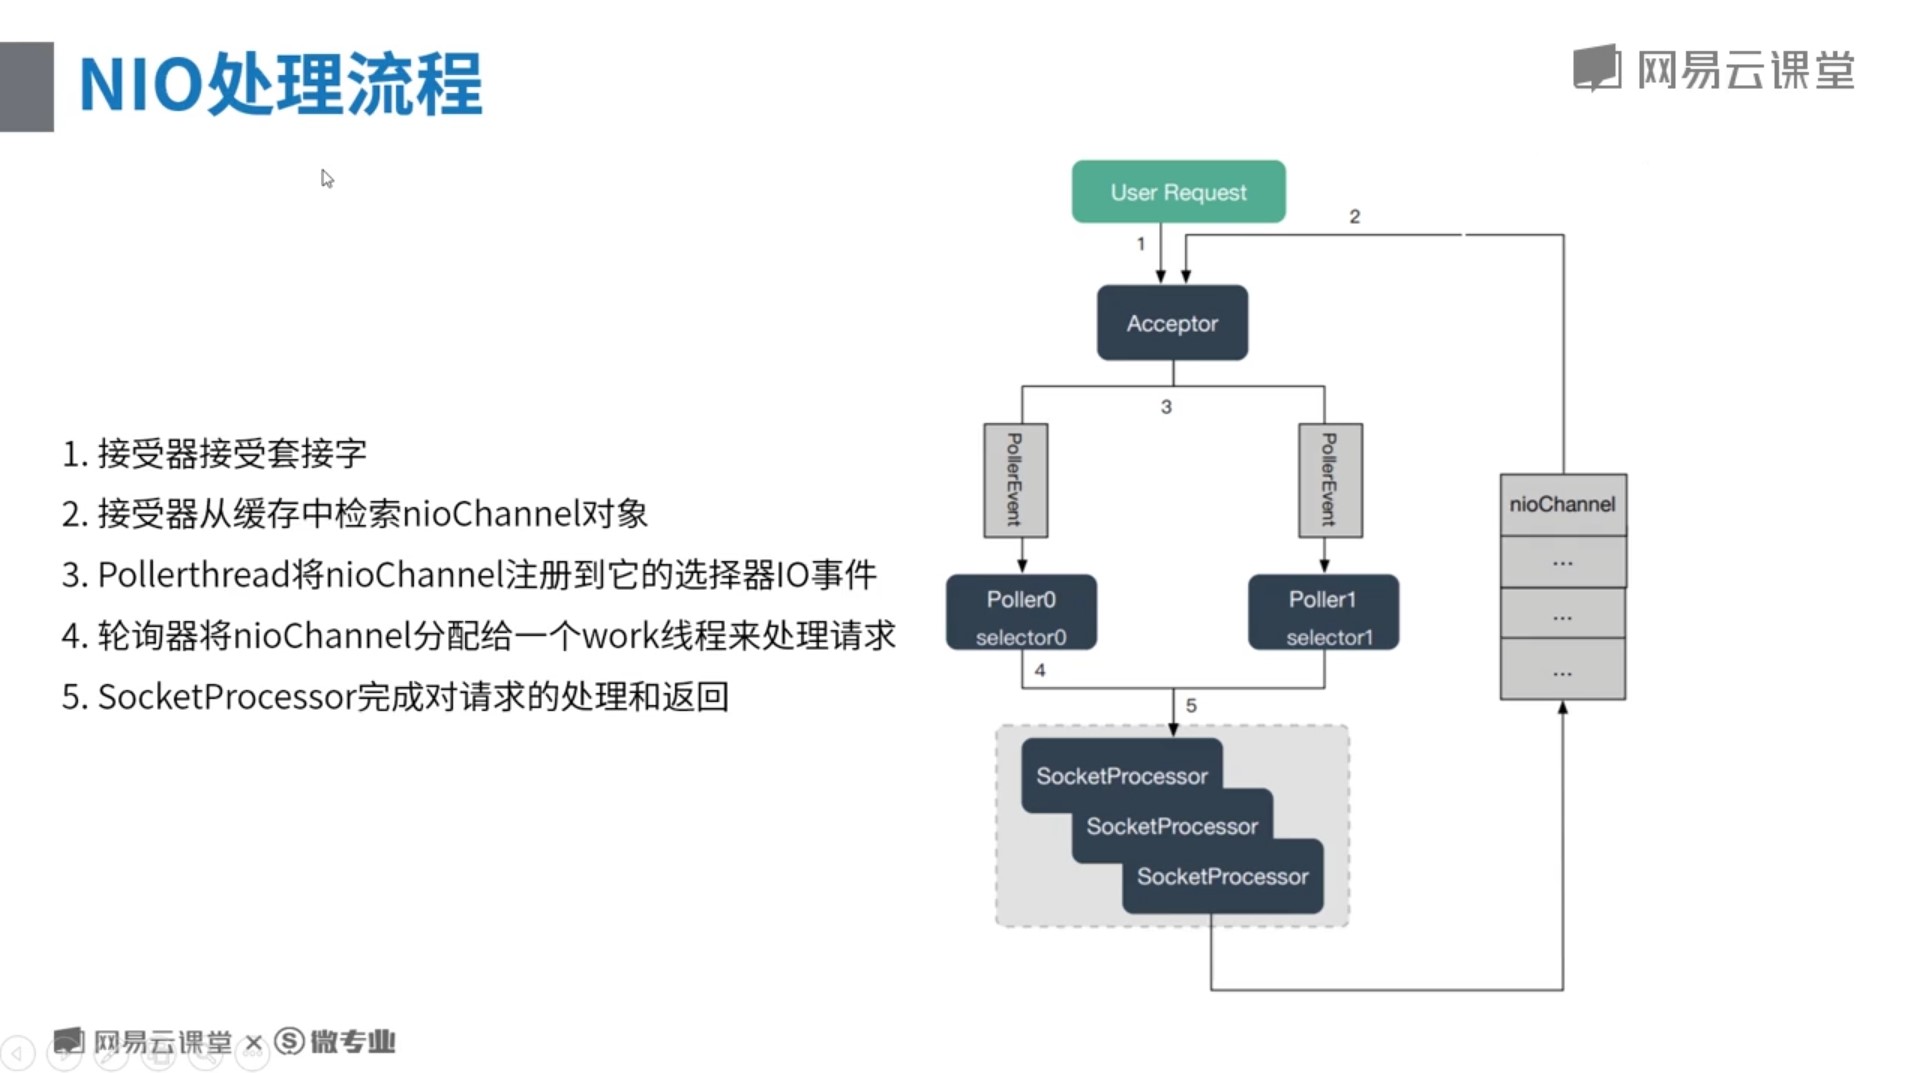 NIO处理流程
网易云课堂
1. 接受器接受套接字
2. 接受器从缓存中检索nioChannel对象
3. Pollerthread将nioChannel注册到它的选择器IO事件
4. 轮询器将nioChannel分配给一个work线程来处理请求
5. SocketProcessor完成对请求的处理和返回
User Request
1
2
Acceptor
3
PollerEvent
PollerEvent
nioChannel
...
...
...
Poller0
selector0
Poller1
selector1
4
5
SocketProcessor
SocketProcessor
SocketProcessor
网易云课堂 × S 微专业